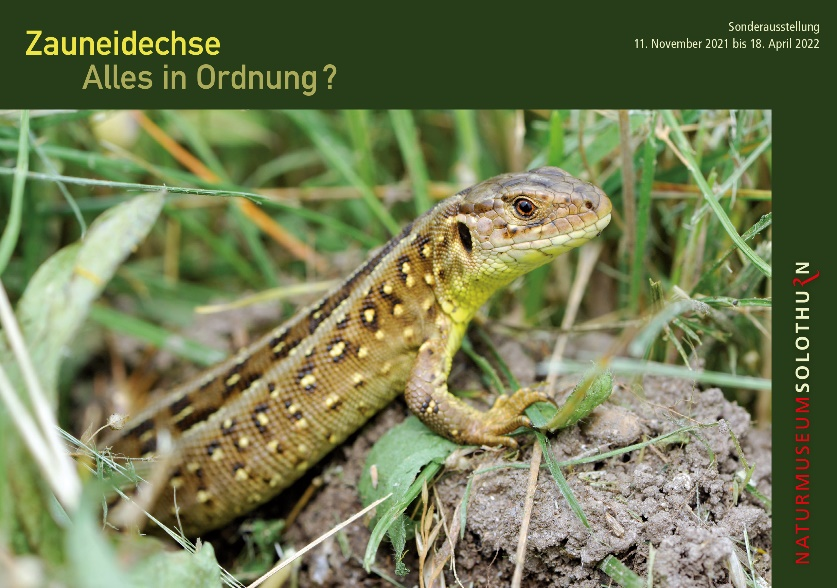 Zauneidechse
Alles in Ordnung?
Sonderausstellung
11. November 2021 bis 18. April 2022
NATURMUSEUMSOLOTHURN